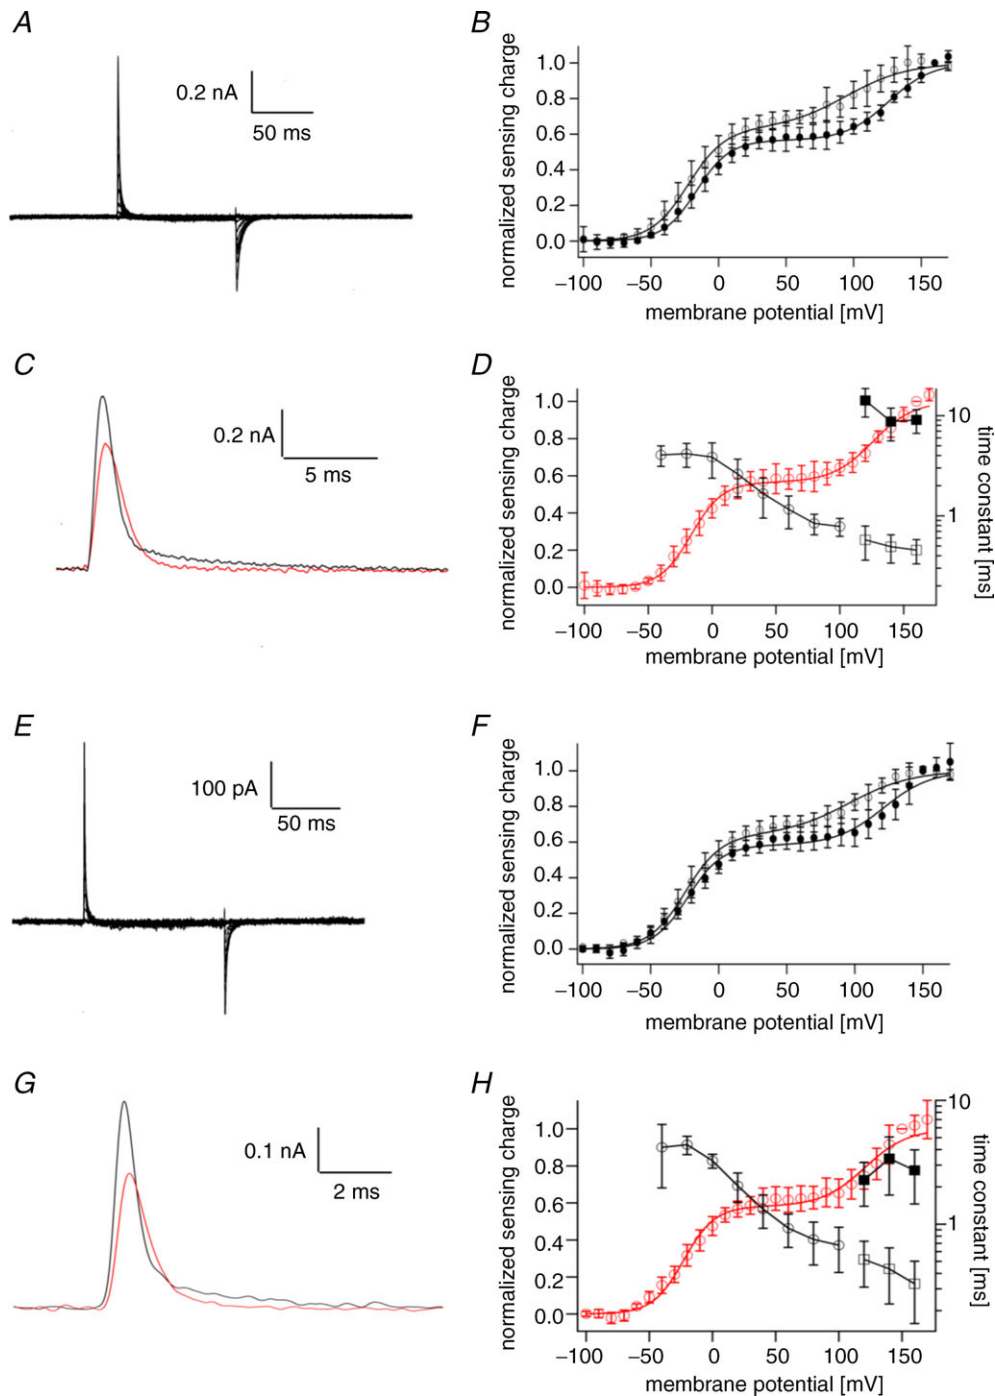 A
0.2 nA
50 ms
B
normalized sensing charge
1.0
0.8
0.6
0.4
0.2
0.0
−100 −50 0 50 100 150
membrane potential [mV]
C
0.2 nA
5 ms
D
normalized sensing charge
1.0
0.8
0.6
0.4
0.2
0.0
10
1
time constant [ms]
−100 −50 0 50 100 150
membrane potential [mV]
E
100 pA
50 ms
F
normalized sensing charge
1.0
0.8
0.6
0.4
0.2
0.0
−100 −50 0 50 100 150
membrane potential [mV]
G
0.1 nA
2 ms
H
normalized sensing charge
1.0
0.8
0.6
0.4
0.2
0.0
10
1
time constant [ms]
−100 −50 0 50 100 150
membrane potential [mV]